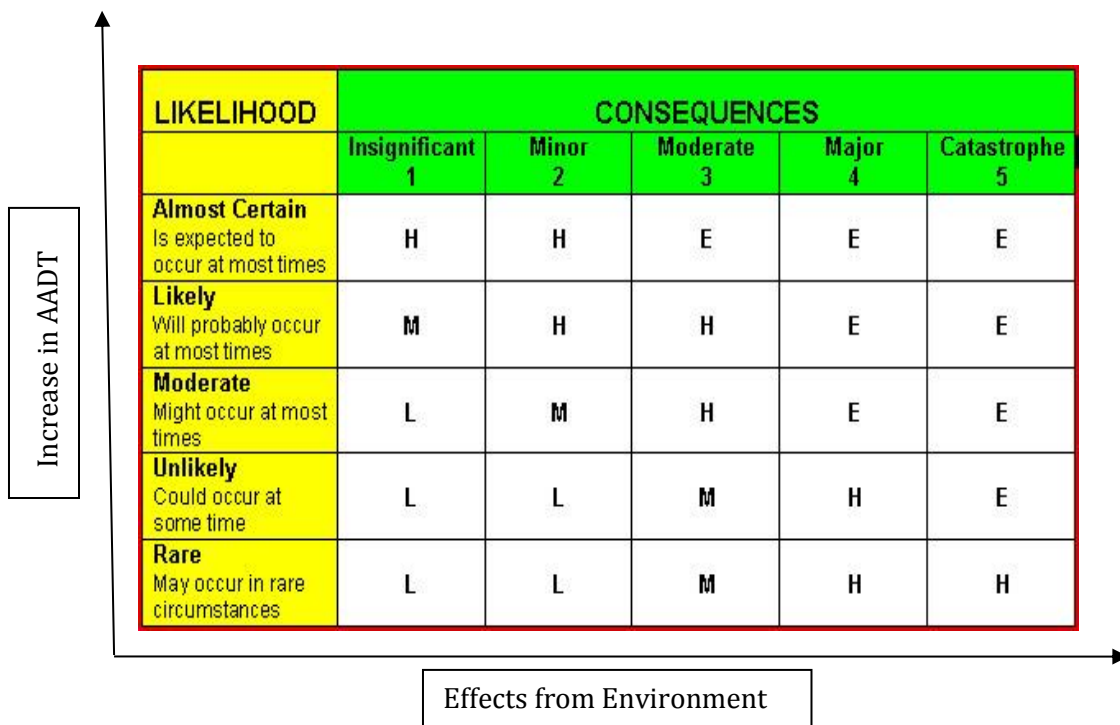 LIKELIHOOD CONSEQUENCES
Insignificant Minor Moderate Major Catastrophe
1 2 3 4 5
Almost Certain
Is expected to
occur at most times
H H E E E
Likely
Will probably occur
at most times
M H H E E
Moderate
Might occur at most
times
L M H E E
Unlikely
Could occur at
some time
L L M H E
Rare
May occur in rare
circumstances
L L M H H
Increase in AADT
Effects from Environment